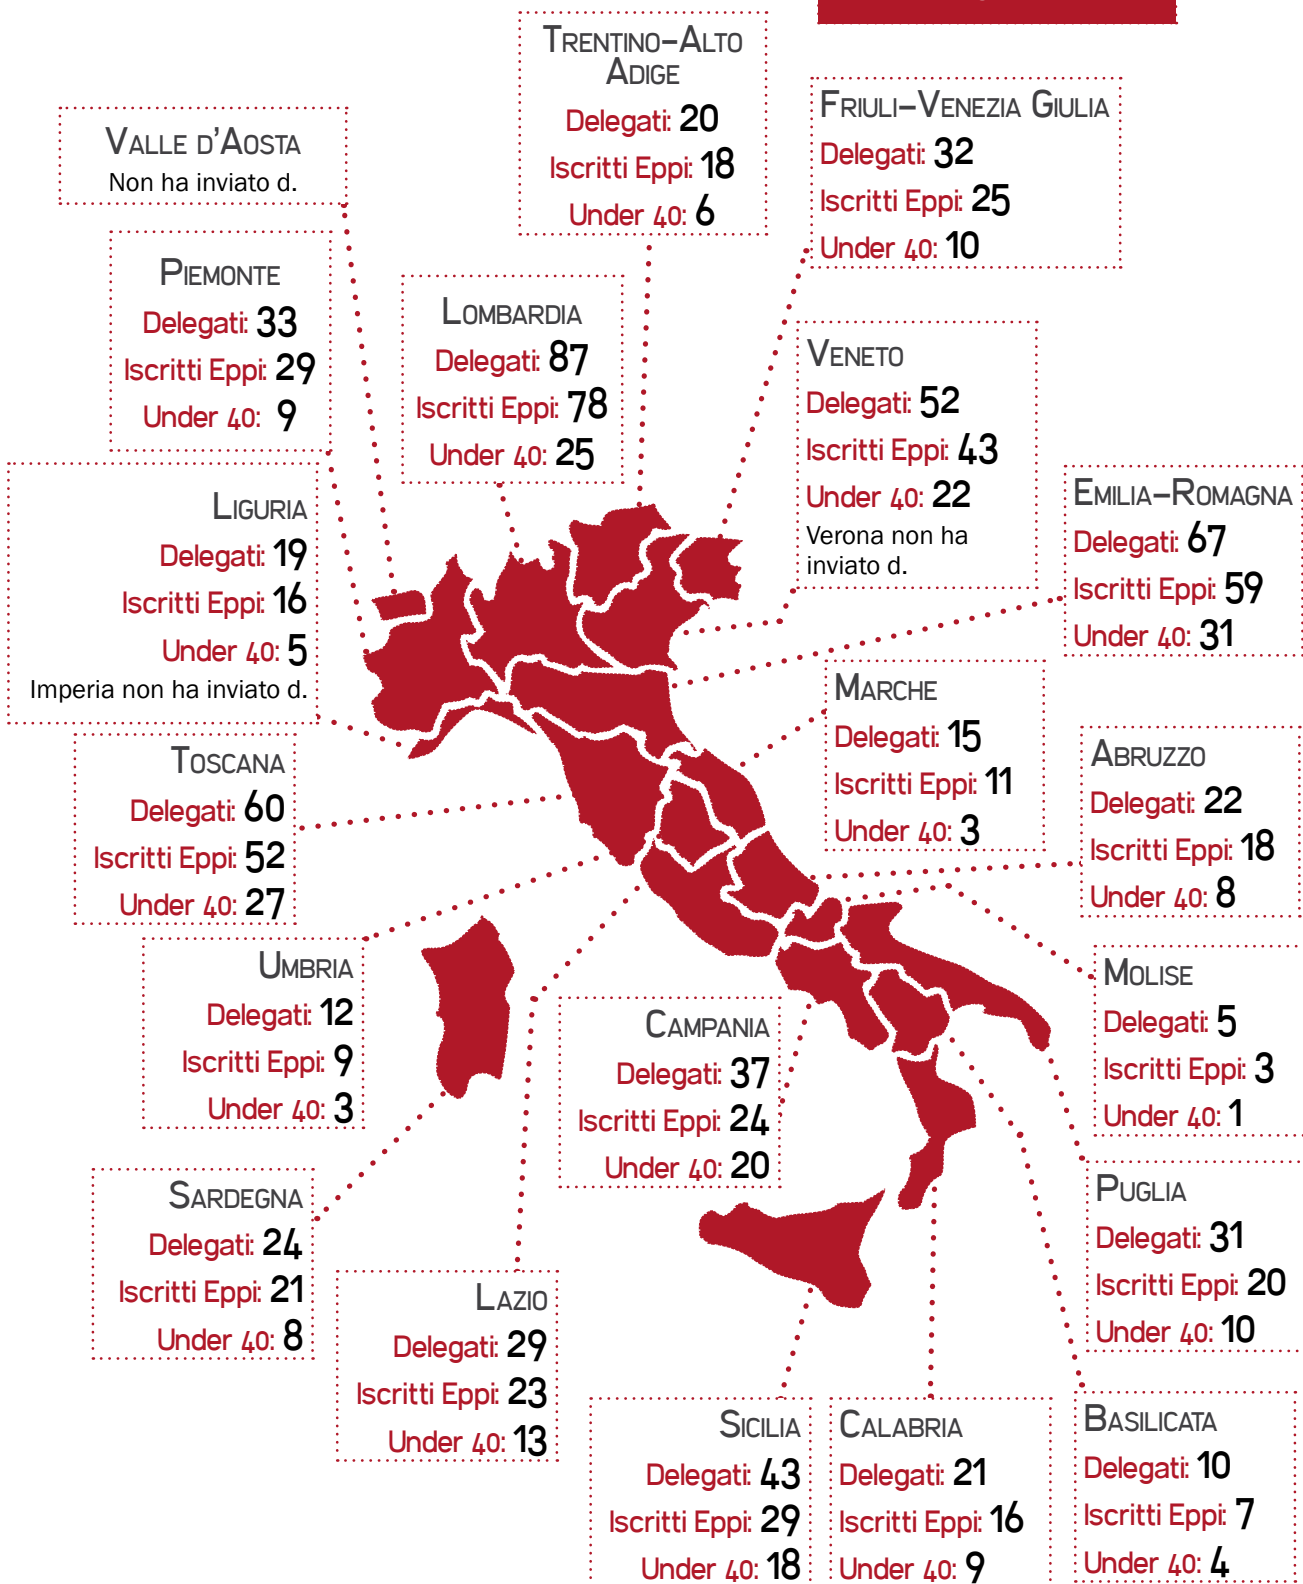 TRENTINO-ALTO
ADIGE
Delegati: 20
Iscritti Eppi: 18
Under 40: 6
FRIULI-VENEZIA GIULIA
Delegati: 32
Iscritti Eppi: 25
Under 40: 10
VALLE D'AOSTA
Non ha inviato d.
PIEMONTE
Delegati: 33
Iscritti Eppi: 29
Under 40: 9
LOMBARDIA
Delegati: 87
Iscritti Eppi: 78
Under 40: 25
VENETO
Delegati: 52
Iscritti Eppi: 43
Under 40: 22
Verona non ha
inviato d.
EMILIA-ROMAGNA
Delegati: 67
Iscritti Eppi: 59
Under 40: 31
LIGURIA
Delegati: 19
Iscritti Eppi: 16
Under 40: 5
Imperia non ha inviato d.
MARCHE
Delegati: 15
Iscritti Eppi: 11
Under 40: 3
TOSCANA
Delegati: 60
Iscritti Eppi: 52
Under 40: 27
ABRUZZO
Delegati: 22
Iscritti Eppi: 18
Under 40: 8
UMBRIA
Delegati: 12
Iscritti Eppi: 9
Under 40: 3
MOLISE
Delegati: 5
Iscritti Eppi: 3
Under 40: 1
CAMPANIA
Delegati: 37
Iscritti Eppi: 24
Under 40: 20
SARDEGNA
Delegati: 24
Iscritti Eppi: 21
Under 40: 8
PUGLIA
Delegati: 31
Iscritti Eppi: 20
Under 40: 10
LAZIO
Delegati: 29
Iscritti Eppi: 23
Under 40: 13
SICILIA
Delegati: 43
Iscritti Eppi: 29
Under 40: 18
CALABRIA
Delegati: 21
Iscritti Eppi: 16
Under 40: 9
BASILICATA
Delegati: 10
Iscritti Eppi: 7
Under 40: 4